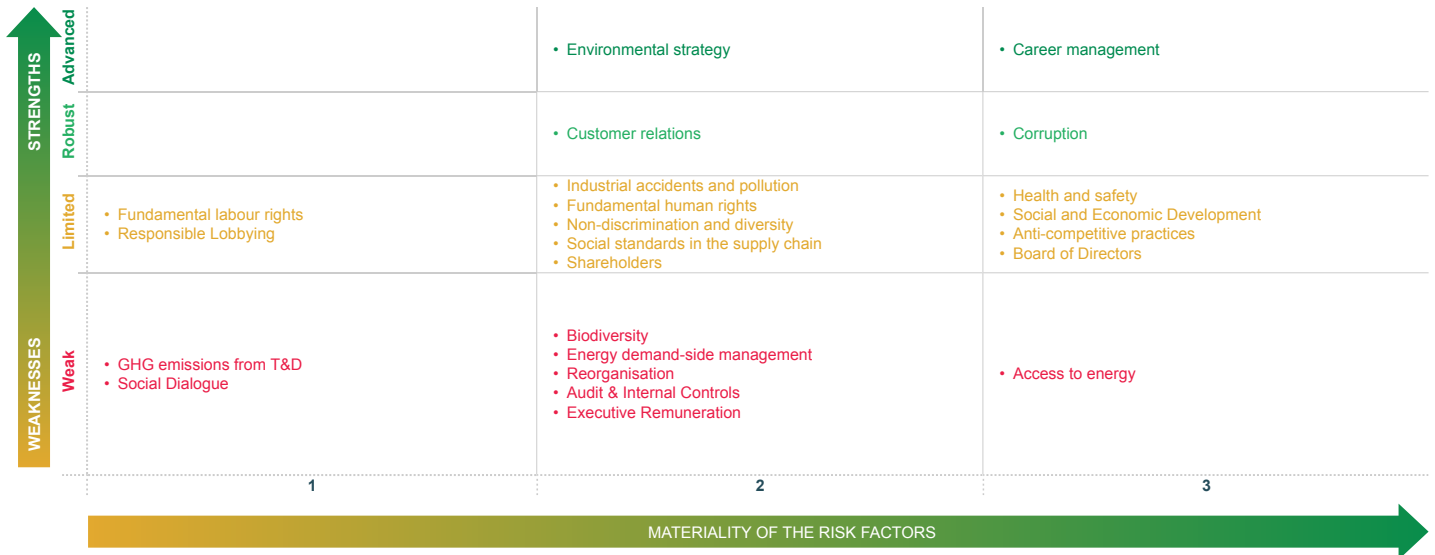 STRENGTHS
WEAKNESSES
Advanced
• Environmental strategy
• Career management
Robust
• Customer relations
• Corruption
Limited
• Fundamental labour rights
• Responsible Lobbying
• Industrial accidents and pollution
• Fundamental human rights
• Non-discrimination and diversity
• Social standards in the supply chain
• Shareholders
• Health and safety
• Social and Economic Development
• Anti-competitive practices
• Board of Directors
Weak
• GHG emissions from T&D
• Social Dialogue
• Biodiversity
• Energy demand-side management
• Reorganisation
• Audit & Internal Controls
• Executive Remuneration
• Access to energy
1
2
3
MATERIALITY OF THE RISK FACTORS